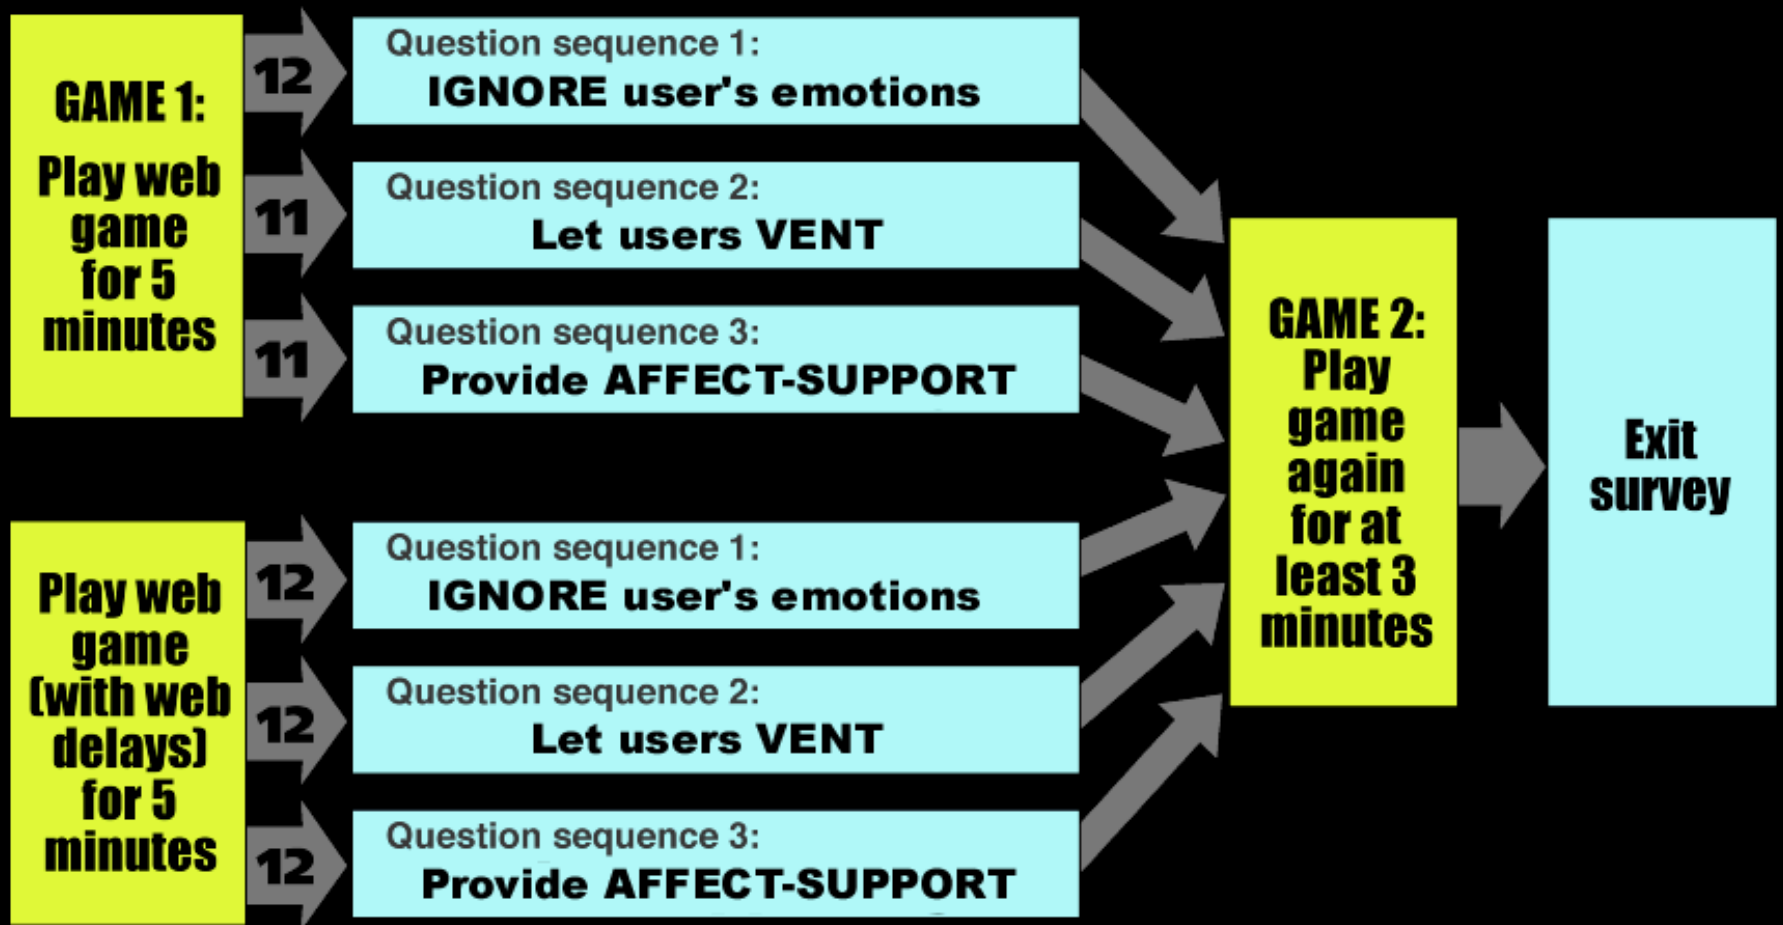 GAME 1:
Play web
game
for 5
minutes
12
Question sequence 1:
IGNORE user's emotions
11
Question sequence 2:
Let users VENT
11
Question sequence 3:
Provide AFFECT-SUPPORT
Play web
game
(with web
delays)
for 5
minutes
12
Question sequence 1:
IGNORE user's emotions
12
Question sequence 2:
Let users VENT
12
Question sequence 3:
Provide AFFECT-SUPPORT
GAME 2:
Play
game
again
for at
least 3
minutes
Exit
survey